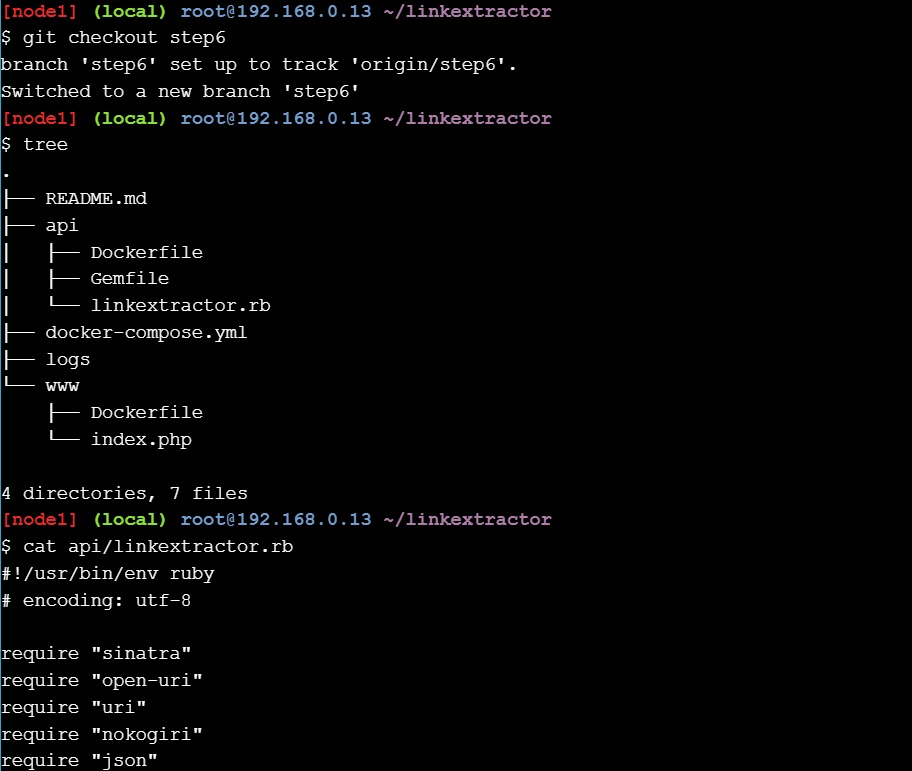 [node1] (local) root@192.168.0.13 ~/linkextractor
$ git checkout step6
branch 'step6' set up to track 'origin/step6'.
Switched to a new branch 'step6'
[node1] (local) root@192.168.0.13 ~/linkextractor
$ tree
.
├── README.md
├── api
│   ├── Dockerfile
│   ├── Gemfile
│   └── linkextractor.rb
├── docker-compose.yml
├── logs
└── www
    ├── Dockerfile
    └── index.php

4 directories, 7 files
[node1] (local) root@192.168.0.13 ~/linkextractor
$ cat api/linkextractor.rb
#!/usr/bin/env ruby
# encoding: utf-8

require "sinatra"
require "open-uri"
require "uri"
require "nokogiri"
require "json"